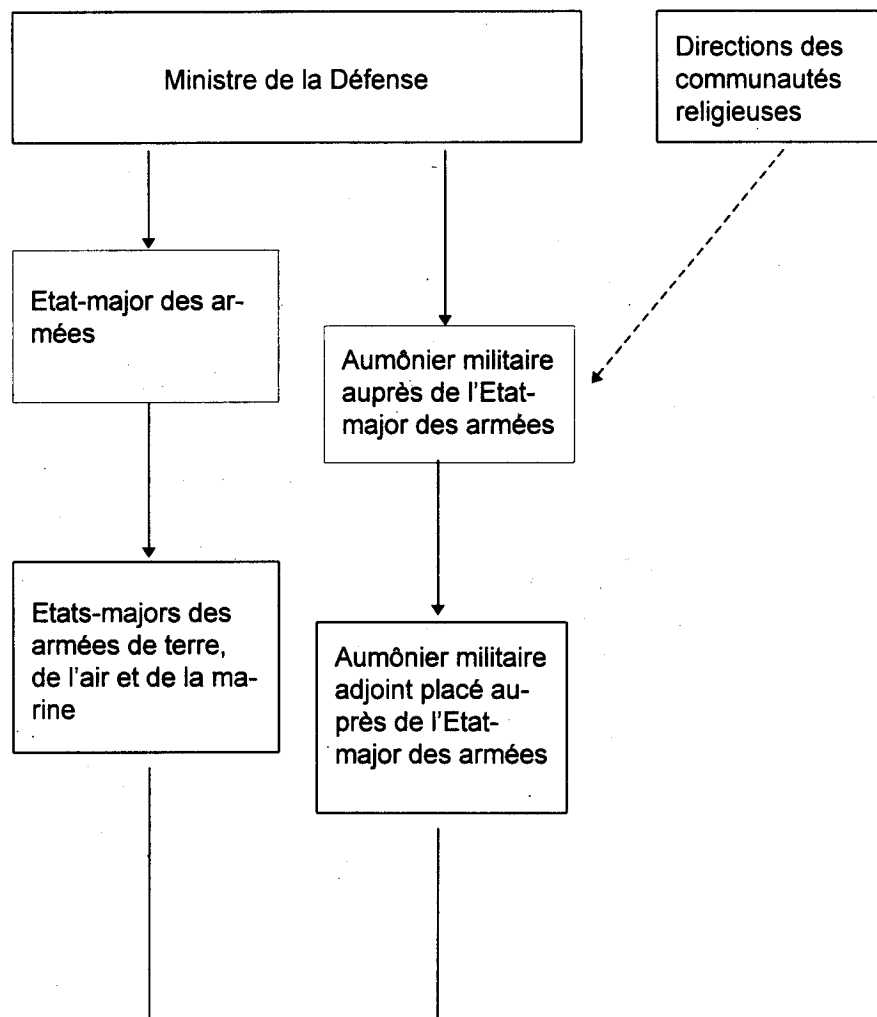 Ministre de la Défense
Directions des
communautés
religieuses
Etat-major des ar-
mées
Aumônier militaire
auprès de l'Etat-
major des armées
Etats-majors des
armées de terre,
de l'air et de la ma-
rine
Aumônier militaire
adjoint placé au-
près de l'Etat-
major des armées